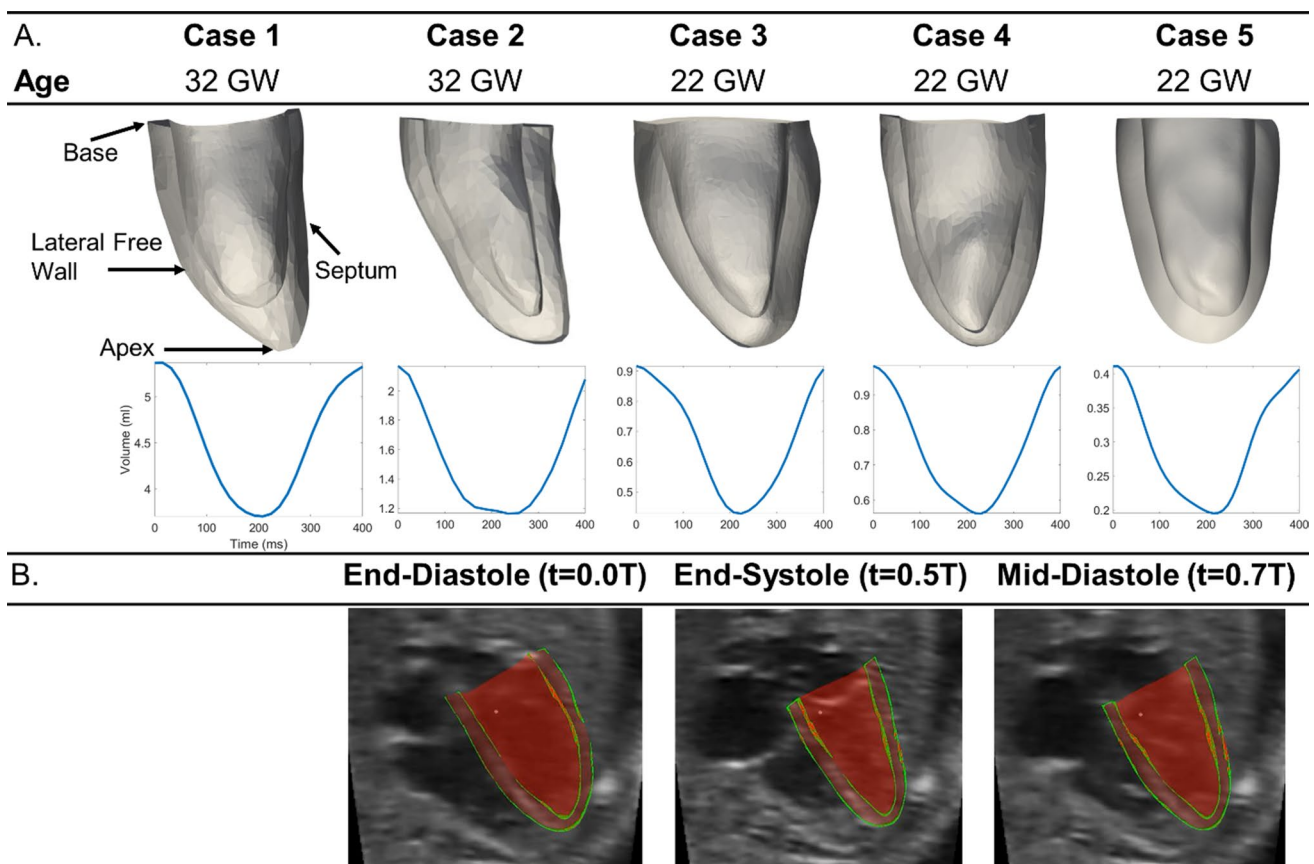 A. Case 1 Case 2 Case 3 Case 4 Case 5
Age 32 GW 32 GW 22 GW 22 GW 22 GW
Base
Lateral Free
Wall
Septum
Apex
5
4.5
4
Volume (ml)
0 100 200 300 400
Time (ms)
2
1.8
1.6
1.4
1.2
0 100 200 300 400
0.9
0.8
0.7
0.6
0.5
0 100 200 300 400
0.9
0.8
0.7
0.6
0 100 200 300 400
0.4
0.35
0.3
0.25
0.2
0 100 200 300 400
B. End-Diastole (t=0.0T) End-Systole (t=0.5T) Mid-Diastole (t=0.7T)